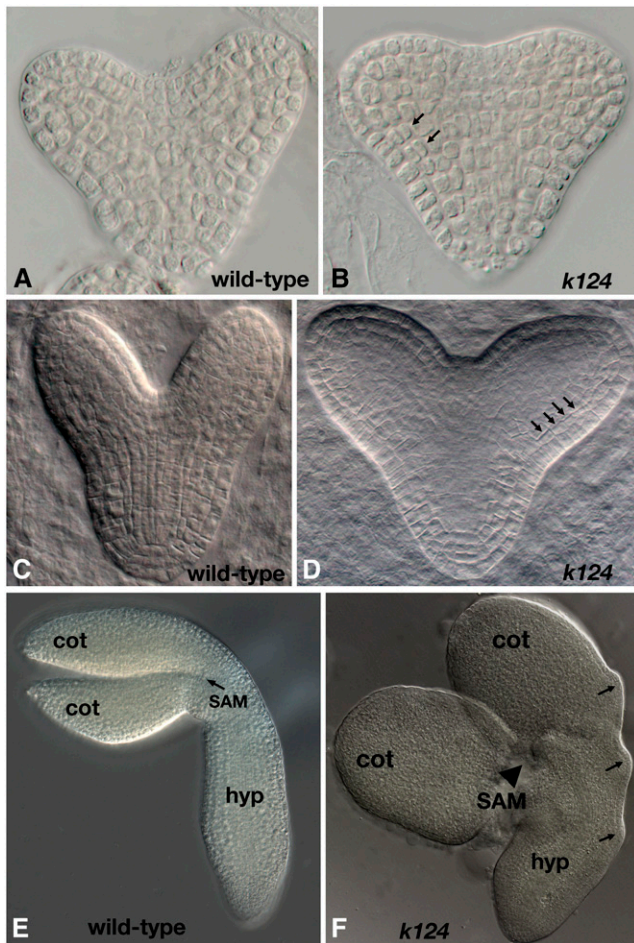 A wild-type
B k124
C wild-type
D k124
cot
cot
SAM
hyp
E wild-type
cot
cot
SAM
hyp
F k124